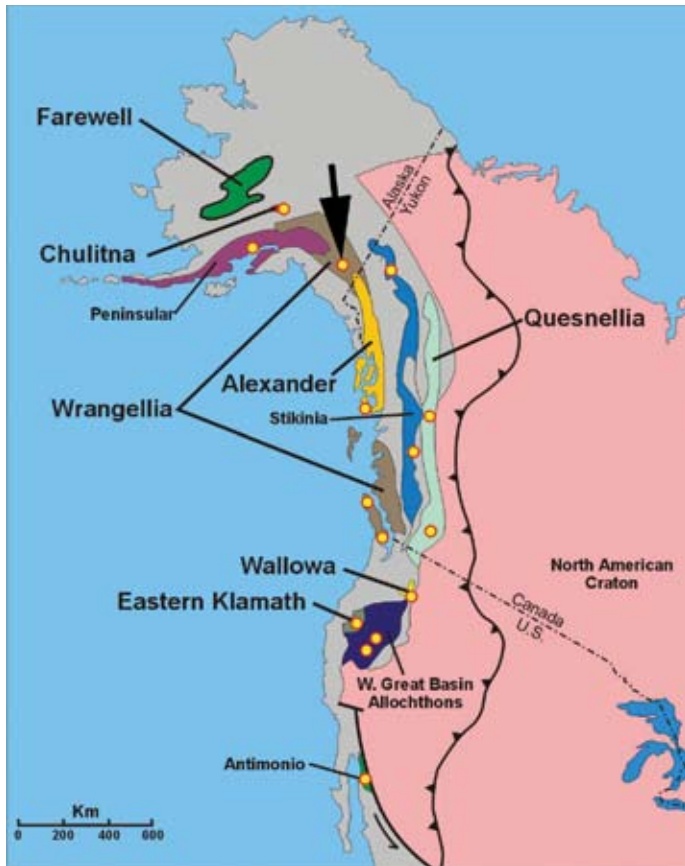 Farewell
Alaska
Yukon
Chulitna
Peninsular
Quesnellia
Alexander
Wrangellia
Stikinia
Wallowa
North American
Craton
Eastern Klamath
Canada
U.S.
W. Great Basin
Allochthons
Antimonio
Km
0 200 400 600